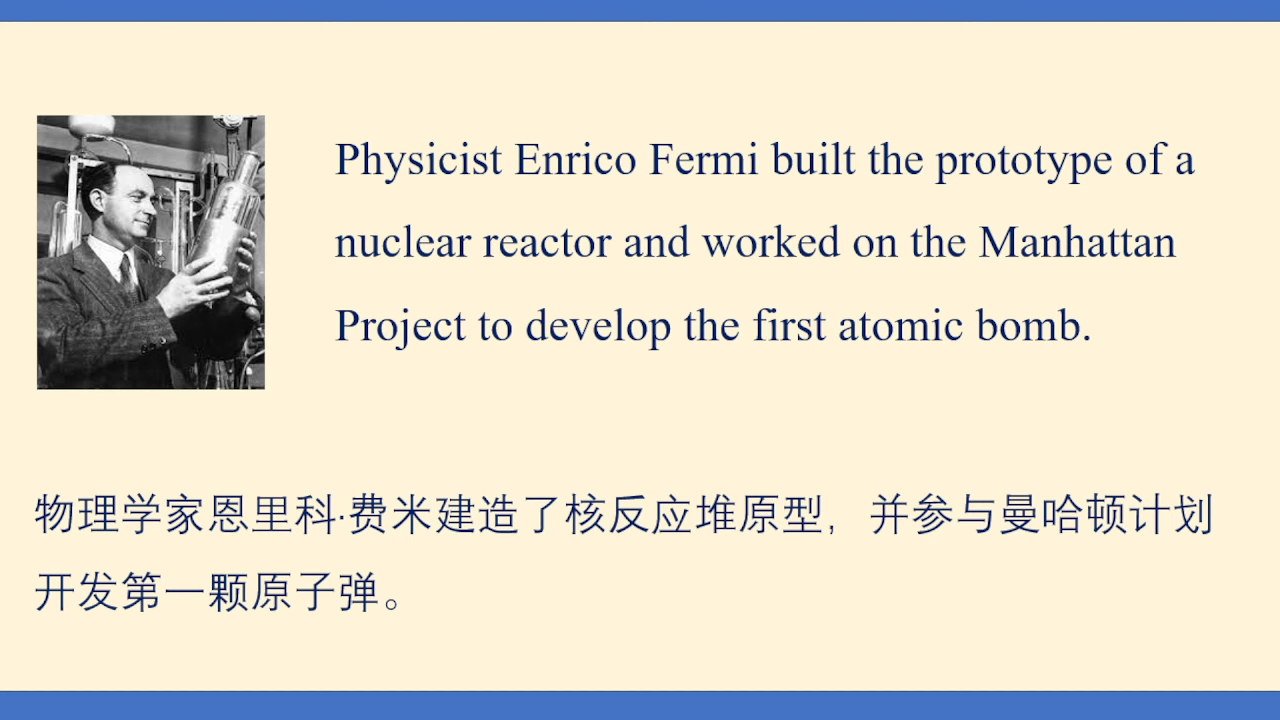 Physicist Enrico Fermi built the prototype of a
nuclear reactor and worked on the Manhattan
Project to develop the first atomic bomb.
物理学家恩里科·费米建造了核反应堆原型，并参与曼哈顿计划
开发第一颗原子弹。